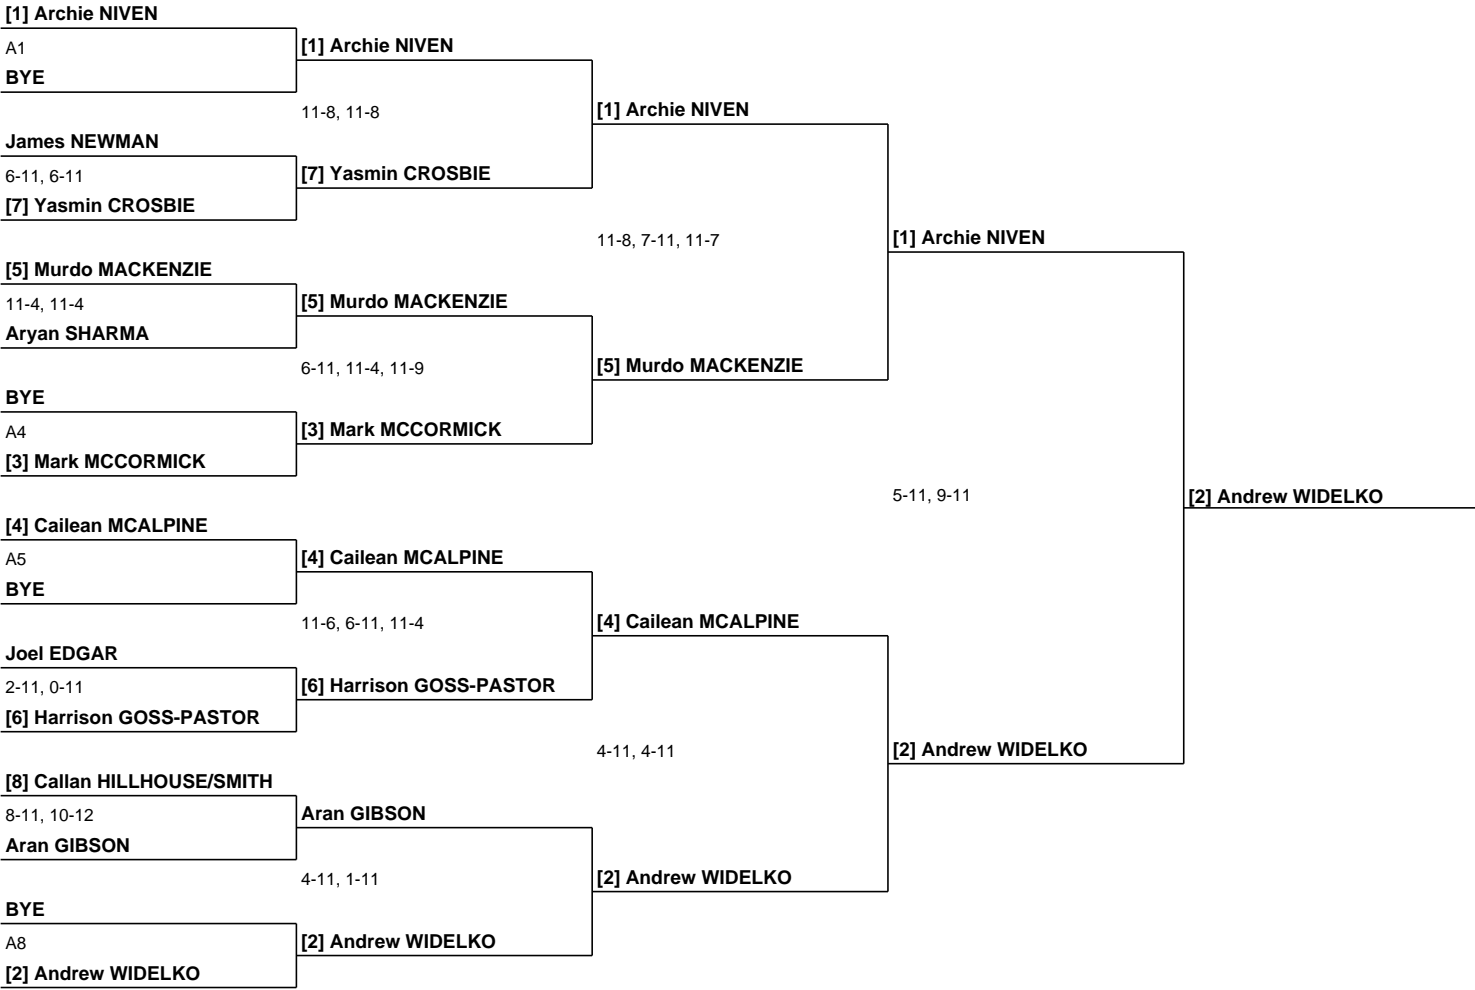 [1] Archie NIVEN
A1
BYE
James NEWMAN
6-11, 6-11
[7] Yasmin CROSBIE
[5] Murdo MACKENZIE
11-4, 11-4
Aryan SHARMA
BYE
A4
[3] Mark MCCORMICK
[4] Cailean MCALPINE
A5
BYE
Joel EDGAR
2-11, 0-11
[6] Harrison GOSS-PASTOR
[8] Callan HILLHOUSE/SMITH
8-11, 10-12
Aran GIBSON
BYE
A8
[2] Andrew WIDELKO
[1] Archie NIVEN
11-8, 11-8
[7] Yasmin CROSBIE
[5] Murdo MACKENZIE
6-11, 11-4, 11-9
[3] Mark MCCORMICK
[4] Cailean MCALPINE
11-6, 6-11, 11-4
[6] Harrison GOSS-PASTOR
Aran GIBSON
4-11, 1-11
[2] Andrew WIDELKO
[1] Archie NIVEN
11-8, 7-11, 11-7
[5] Murdo MACKENZIE
[4] Cailean MCALPINE
4-11, 4-11
[2] Andrew WIDELKO
[1] Archie NIVEN
5-11, 9-11
[2] Andrew WIDELKO
[2] Andrew WIDELKO